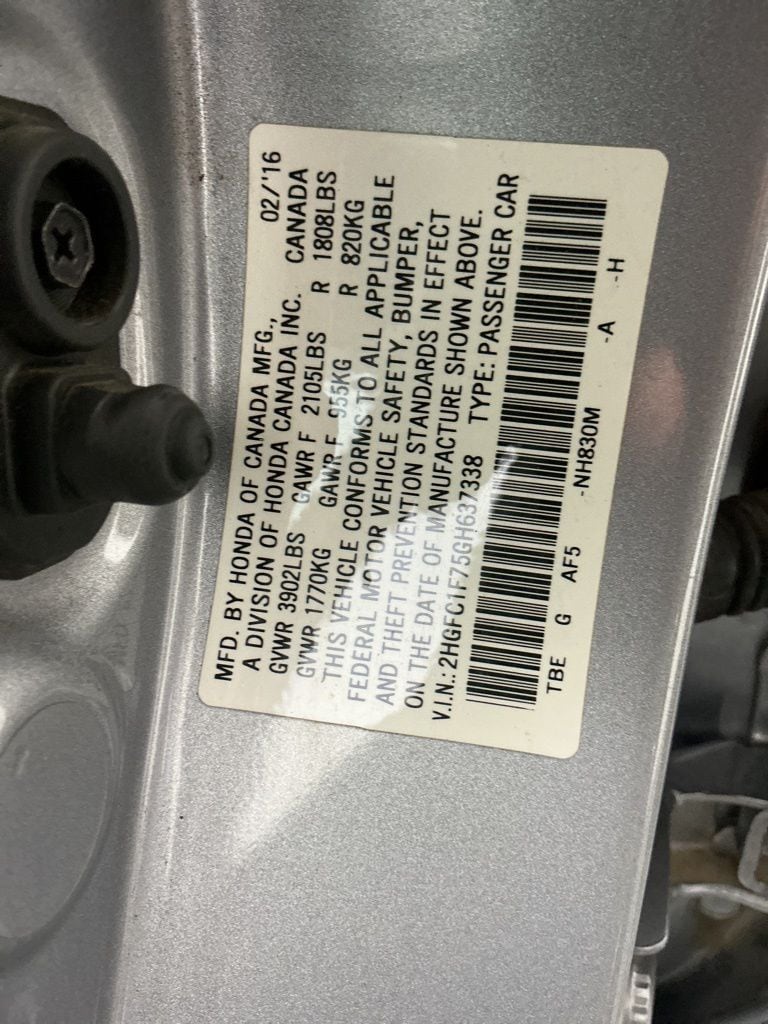 MFD. BY HONDA OF CANADA MFG., 02/'16
A DIVISION OF HONDA CANADA INC. CANADA
GVWR 3902LBS GAWR F 2105LBS R 1808LBS
GVWR 1770KG GAWR F 955KG R 820KG
THIS VEHICLE CONFORMS TO ALL APPLICABLE
FEDERAL MOTOR VEHICLE SAFETY, BUMPER,
AND THEFT PREVENTION STANDARDS IN EFFECT
ON THE DATE OF MANUFACTURE SHOWN ABOVE.
V.I.N.: 2HGFC1F75GH637338 TYPE: PASSENGER CAR
TBE G AF5 -NH830M -A -H